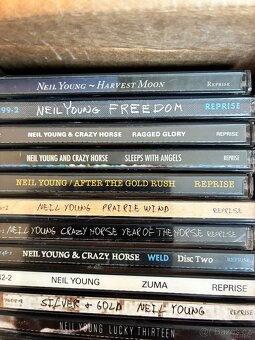 NEIL YOUNG ~ HARVEST MOON REPRISE
99-2 NEIL YOUNG FREEDOM REPRISE
NEIL YOUNG & CRAZY HORSE RAGGED GLORY REPRISE
NEIL YOUNG AND CRAZY HORSE SLEEPS WITH ANGELS REPRISE
NEIL YOUNG / AFTER THE GOLD RUSH REPRISE
NEIL YOUNG PRAIRIE WIND REPRISE
NEIL YOUNG CRAZY HORSE YEAR OF THE HORSE REPRISE
NEIL YOUNG & CRAZY HORSE WELD Disc Two REPRISE
NEIL YOUNG ZUMA REPRISE
SILVER & GOLD NEIL YOUNG REPRISE
NEIL YOUNG LUCKY THIRTEEN